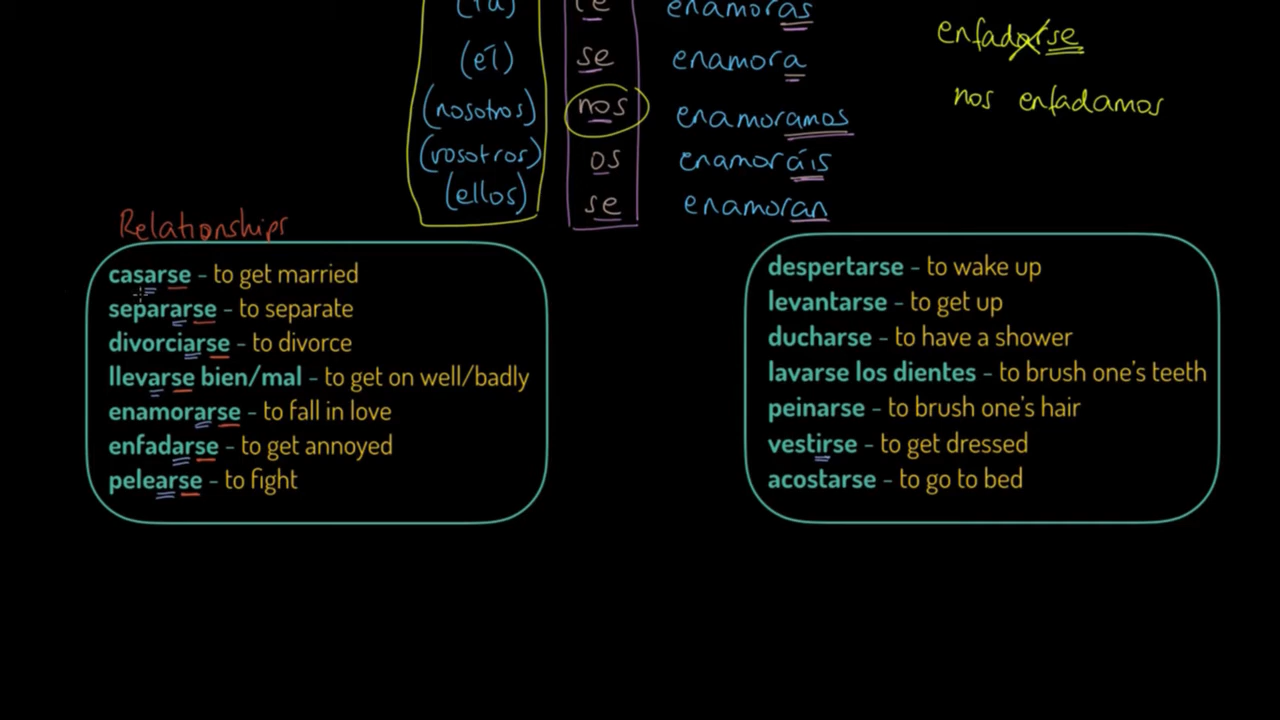 (tú) te enamoras
(él) se enamora
(nosotros) nos enamoramos
(vosotros) os enamoráis
(ellos) se enamoran
enfadarse
nos enfadamos
Relationships
casarse - to get married
separarse - to separate
divorciarse - to divorce
llevarse bien/mal - to get on well/badly
enamorarse - to fall in love
enfadarse - to get annoyed
pelearse - to fight
despertarse - to wake up
levantarse - to get up
ducharse - to have a shower
lavarse los dientes - to brush one's teeth
peinarse - to brush one's hair
vestirse - to get dressed
acostarse - to go to bed